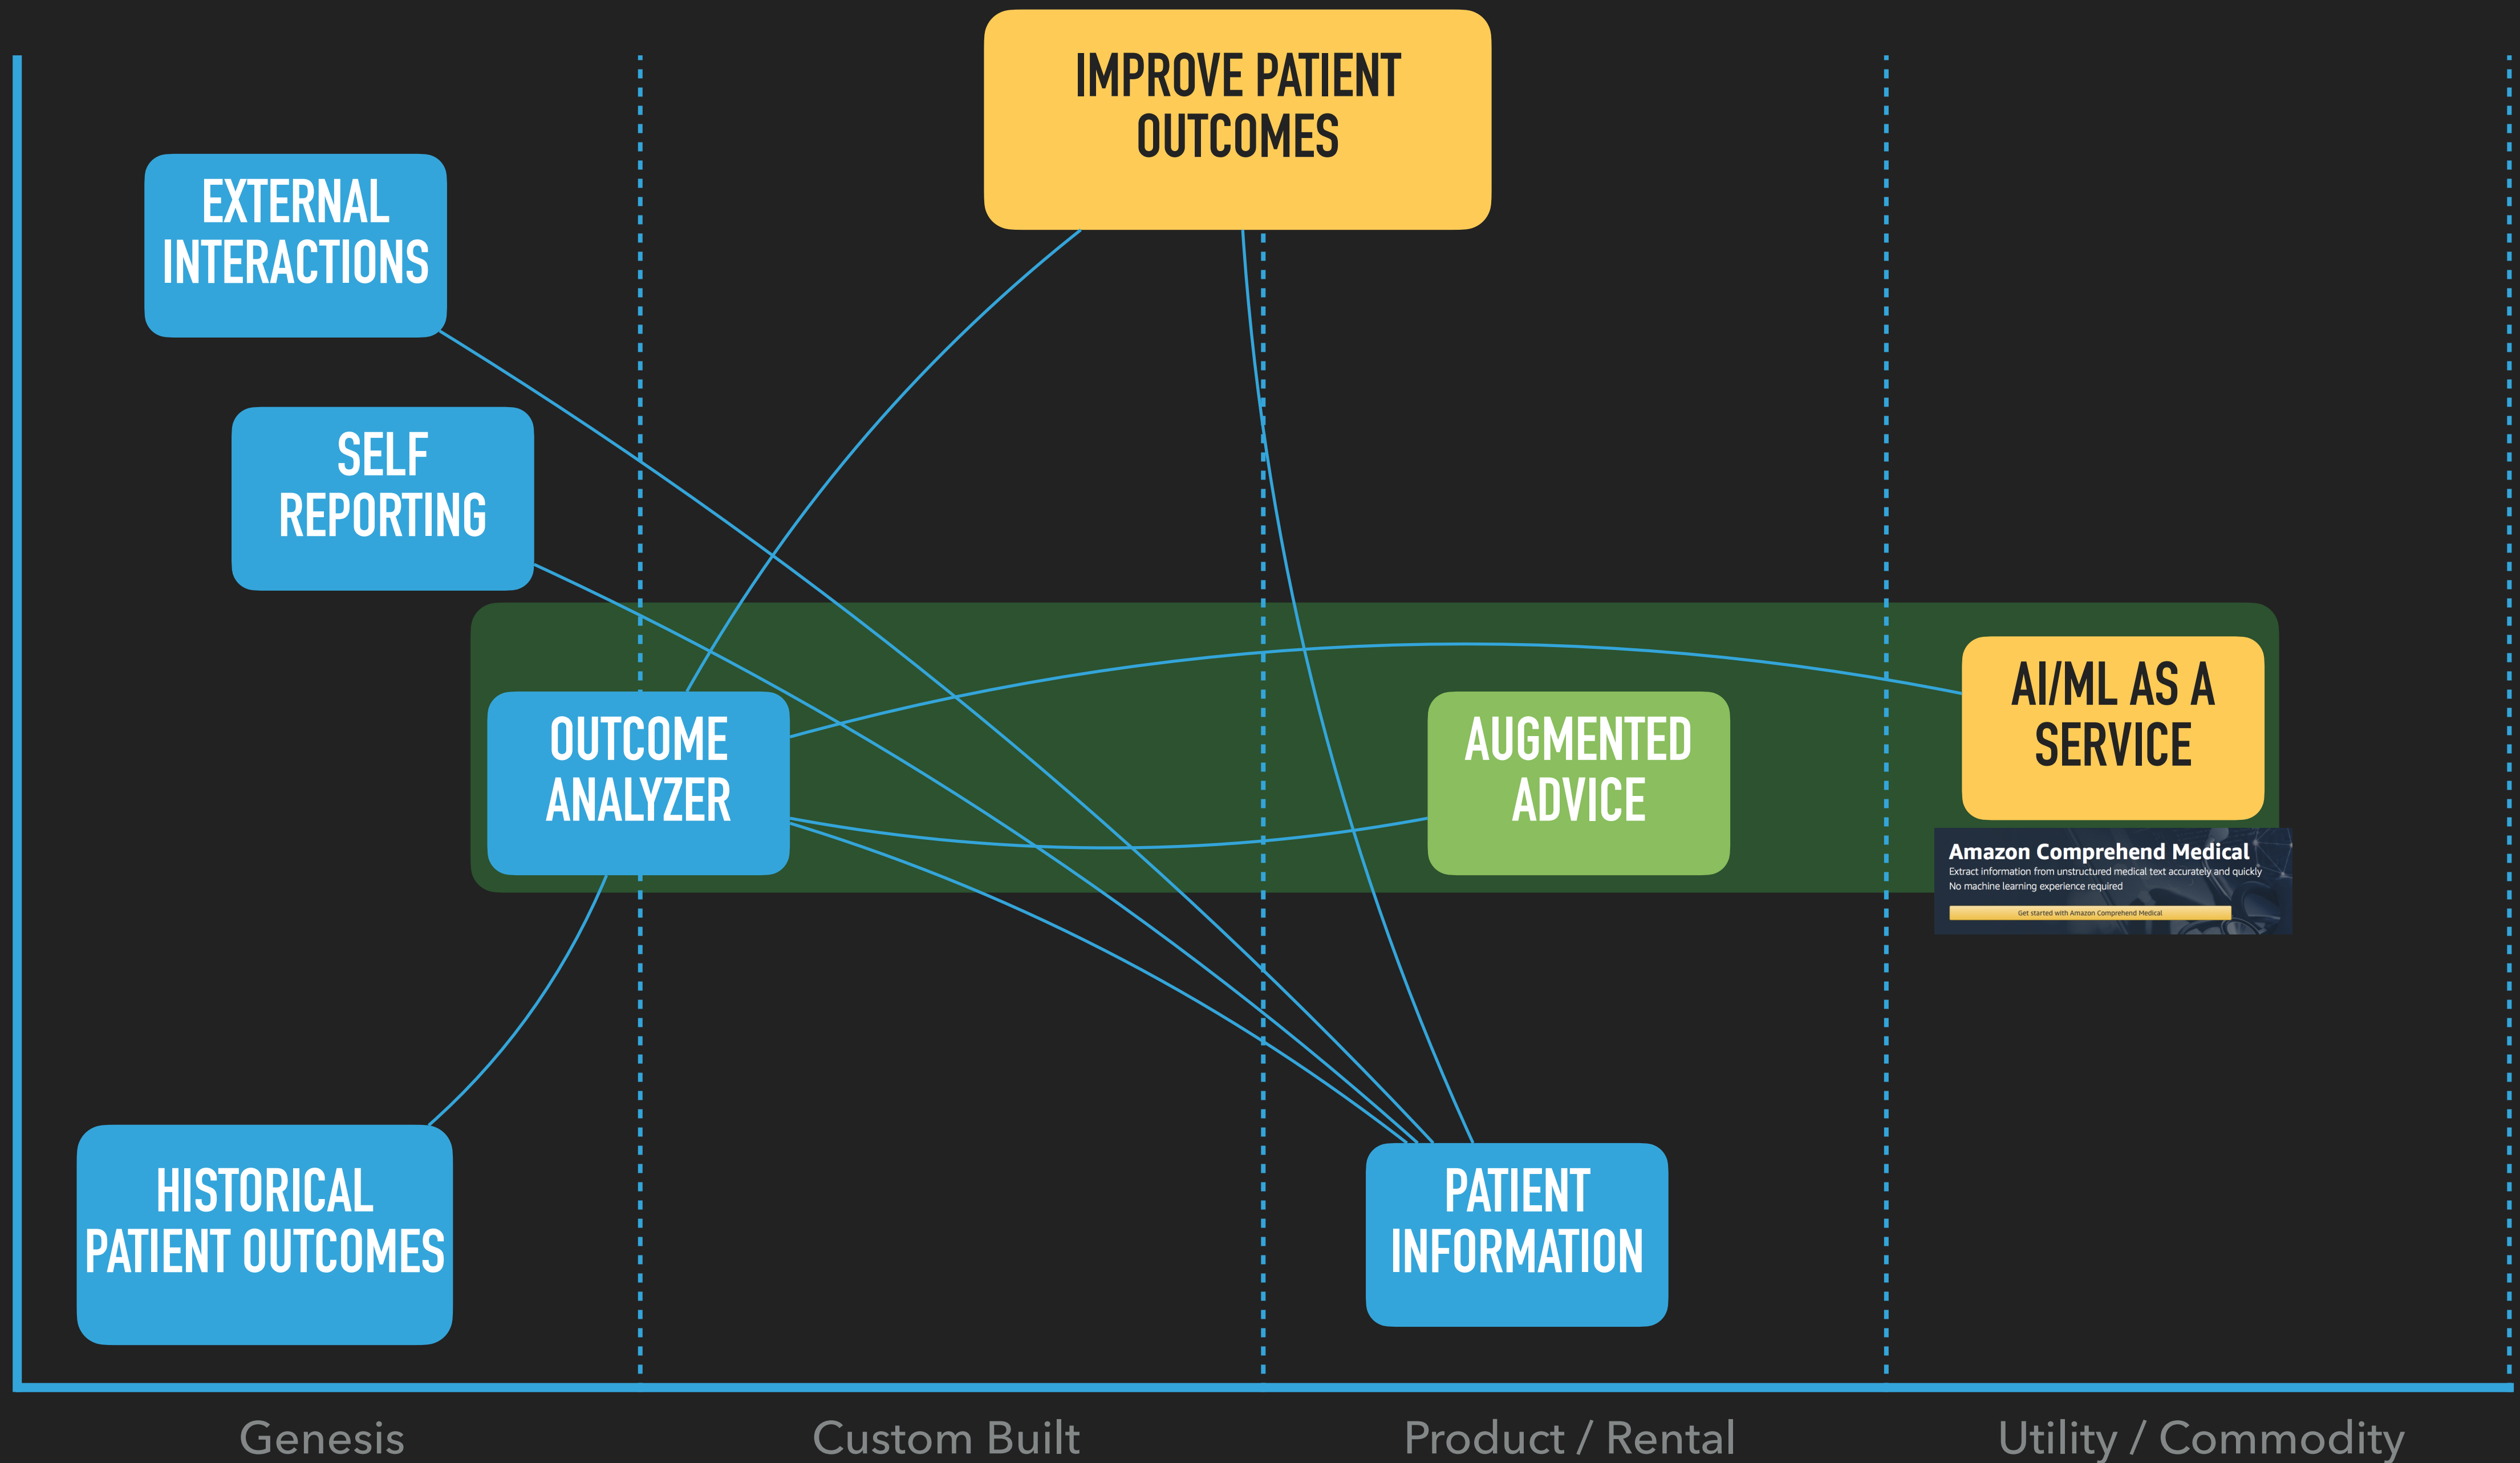 IMPROVE PATIENT
OUTCOMES
EXTERNAL
INTERACTIONS
SELF
REPORTING
OUTCOME
ANALYZER
AUGMENTED
ADVICE
AI/ML AS A
SERVICE
Amazon Comprehend Medical
Extract information from unstructured medical text accurately and quickly
No machine learning experience required
Get started with Amazon Comprehend Medical
HISTORICAL
PATIENT OUTCOMES
PATIENT
INFORMATION
Genesis
Custom Built
Product / Rental
Utility / Commodity